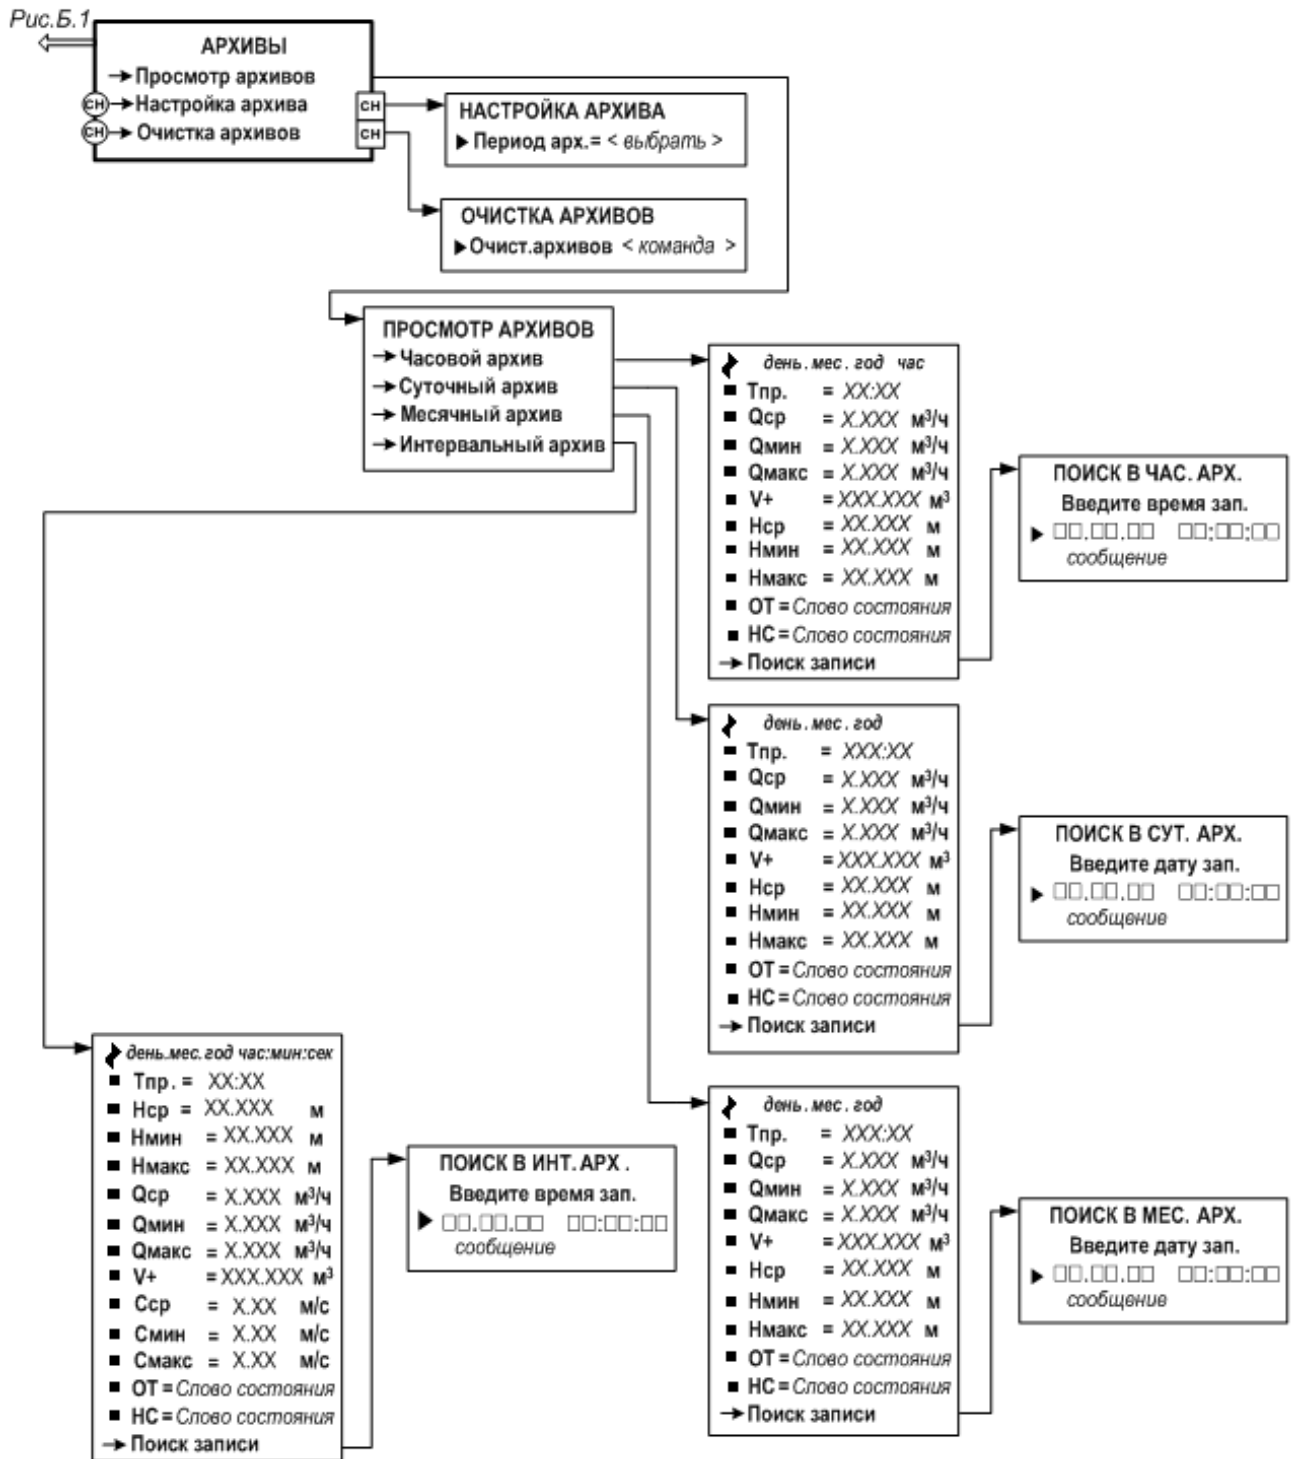 Рис.Б.1
АРХИВЫ
Просмотр архивов
СН Настройка архива СН
СН Очистка архивов СН
НАСТРОЙКА АРХИВА
Период арх.= < выбрать >
ОЧИСТКА АРХИВОВ
Очист.архивов < команда >
ПРОСМОТР АРХИВОВ
Часовой архив
Суточный архив
Месячный архив
Интервальный архив
день.мес.год час
Тпр. = XX:XX
Qср = X.XXX м³/ч
Qмин = X.XXX м³/ч
Qмакс = X.XXX м³/ч
V+ =XXX.XXX м³
Нср = XX.XXX м
Нмин = XX.XXX м
Нмакс = XX.XXX м
ОТ=Слово состояния
НС=Слово состояния
Поиск записи
ПОИСК В ЧАС. АРХ.
Введите время зап.
□□.□□.□□ □□:□□:□□
сообщение
день.мес.год
Тпр. = XXX:XX
Qср = X.XXX м³/ч
Qмин = X.XXX м³/ч
Qмакс = X.XXX м³/ч
V+ =XXX.XXX м³
Нср = XX.XXX м
Нмин = XX.XXX м
Нмакс = XX.XXX м
ОТ=Слово состояния
НС=Слово состояния
Поиск записи
ПОИСК В СУТ. АРХ.
Введите дату зап.
□□.□□.□□ □□:□□:□□
сообщение
день.мес.год
Тпр. = XXX:XX
Qср = X.XXX м³/ч
Qмин = X.XXX м³/ч
Qмакс = X.XXX м³/ч
V+ =XXX.XXX м³
Нср = XX.XXX м
Нмин = XX.XXX м
Нмакс = XX.XXX м
ОТ=Слово состояния
НС=Слово состояния
Поиск записи
ПОИСК В МЕС. АРХ.
Введите дату зап.
□□.□□.□□ □□:□□:□□
сообщение
день.мес.год час:мин:сек
Тпр. = XX:XX
Нср = XX.XXX м
Нмин = XX.XXX м
Нмакс = XX.XXX м
Qср = X.XXX м³/ч
Qмин = X.XXX м³/ч
Qмакс = X.XXX м³/ч
V+ =XXX.XXX м³
Сср = X.XX м/с
Смин = X.XX м/с
Смакс = X.XX м/с
ОТ=Слово состояния
НС=Слово состояния
Поиск записи
ПОИСК В ИНТ. АРХ .
Введите время зап.
□□.□□.□□ □□:□□:□□
сообщение